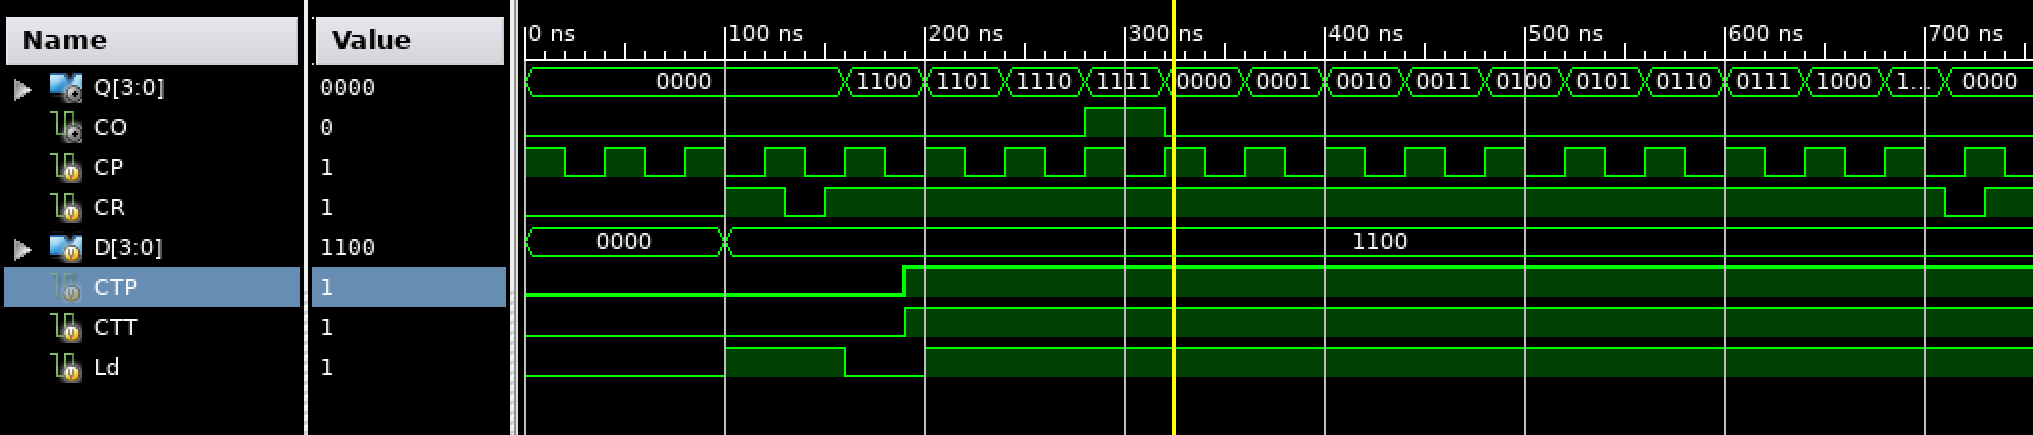 Name Value 0 ns 100 ns 200 ns 300 ns 400 ns 500 ns 600 ns 700 ns
Q[3:0] 0000 0000 1100 1101 1110 1111 0000 0001 0010 0011 0100 0101 0110 0111 1000 1... 0000
CO 0
CP 1
CR 1
D[3:0] 1100 0000 1100
CTP 1
CTT 1
Ld 1